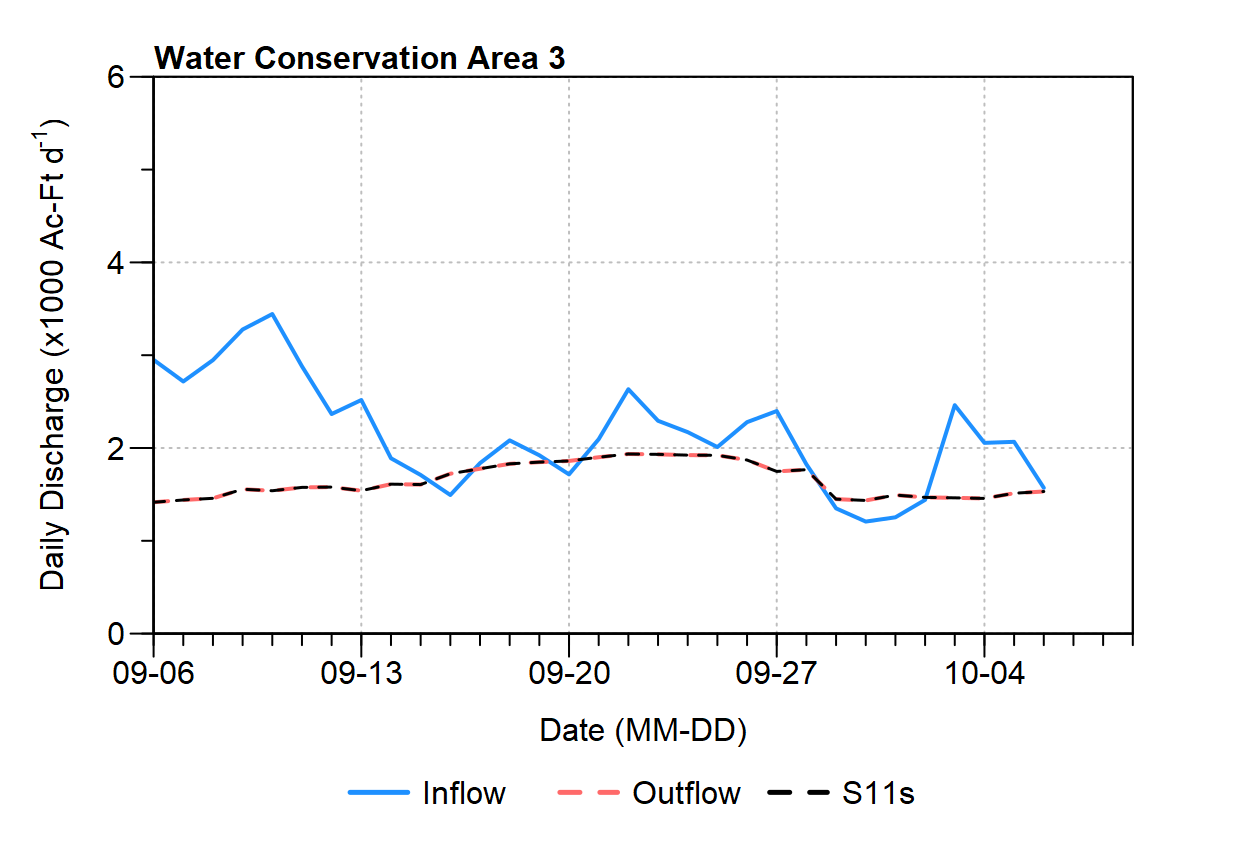 Water Conservation Area 3
6
4
2
0
Daily Discharge (x1000 Ac-Ft d-1)
09-06 09-13 09-20 09-27 10-04
Date (MM-DD)
Inflow Outflow S11s